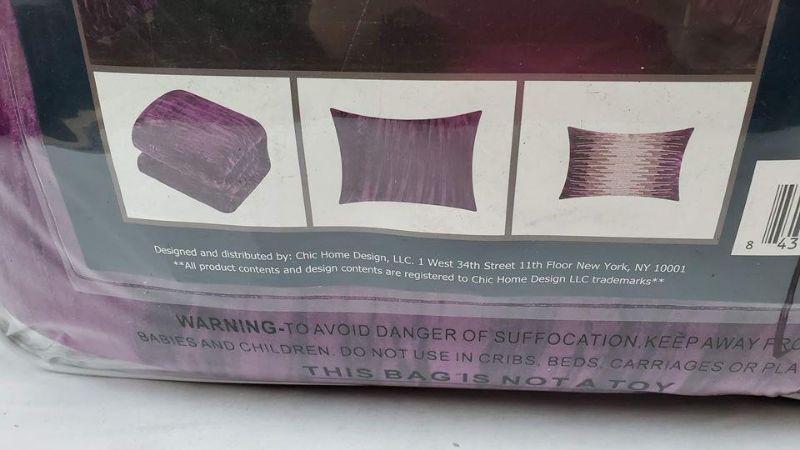 Designed and distributed by: Chic Home Design, LLC. 1 West 34th Street 11th Floor New York, NY 10001
**All product contents and design contents are registered to Chic Home Design LLC trademarks**
8 43
WARNING-TO AVOID DANGER OF SUFFOCATION, KEEP AWAY FRO
BABIES AND CHILDREN. DO NOT USE IN CRIBS, BEDS, CARRIAGES OR PLA
THIS BAG IS NOT A TOY